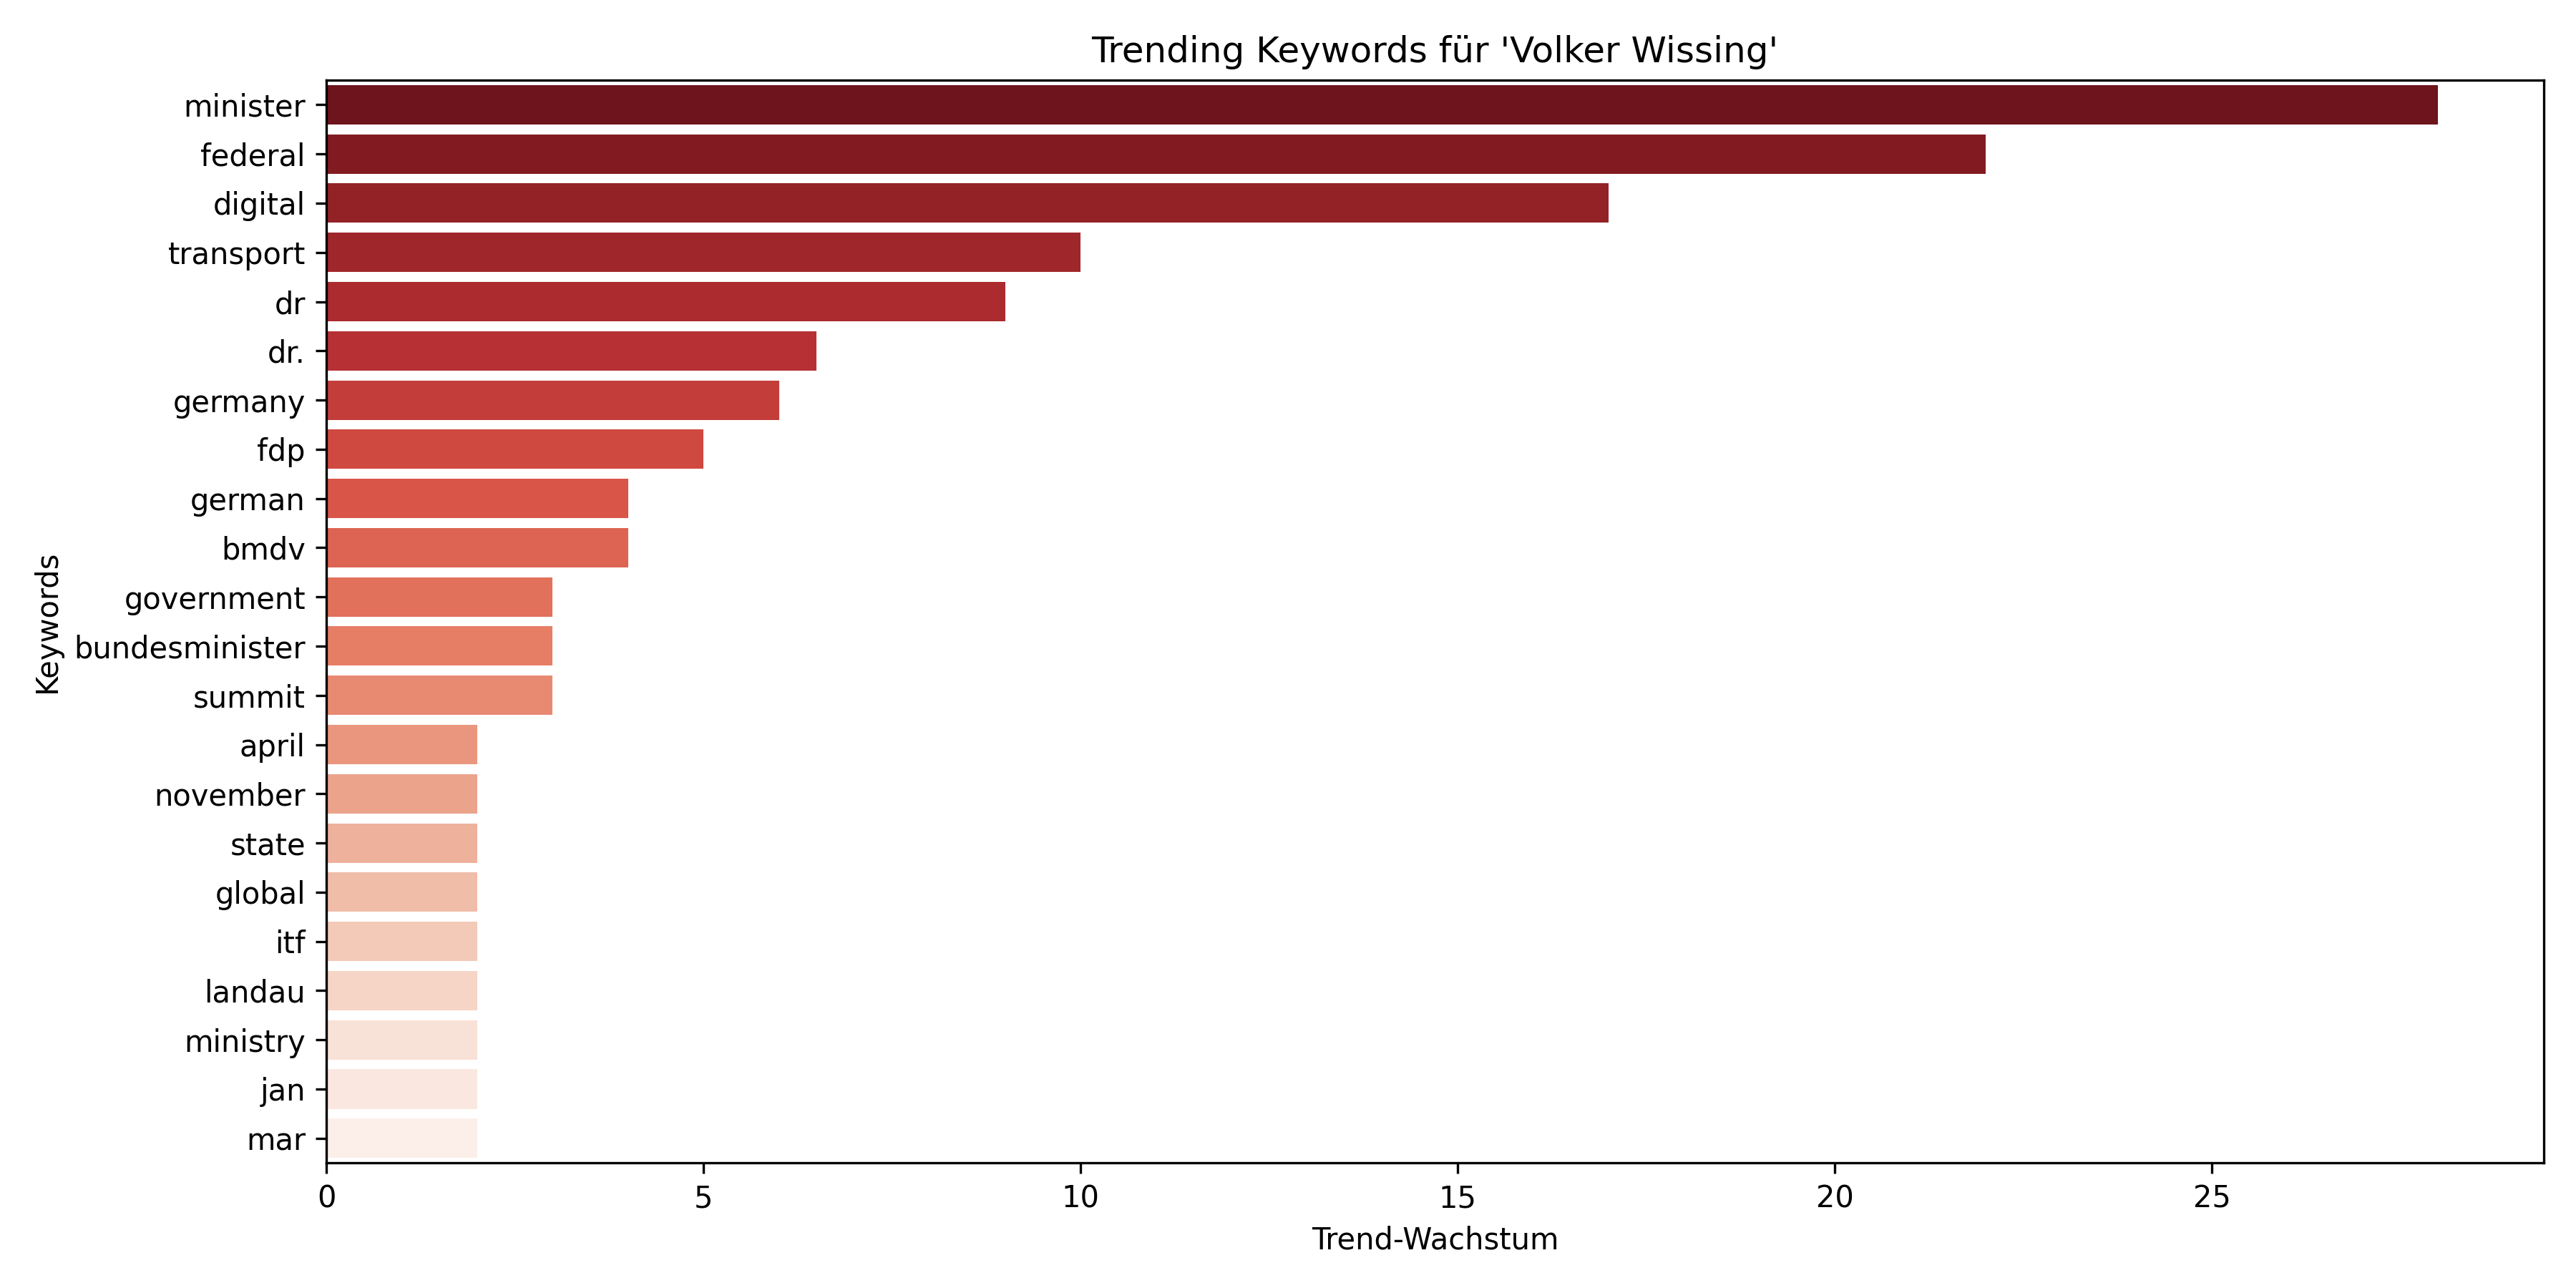 Trending Keywords für 'Volker Wissing'
Keywords
minister
federal
digital
transport
dr
dr.
germany
fdp
german
bmdv
government
bundesminister
summit
april
november
state
global
itf
landau
ministry
jan
mar
0 5 10 15 20 25
Trend-Wachstum